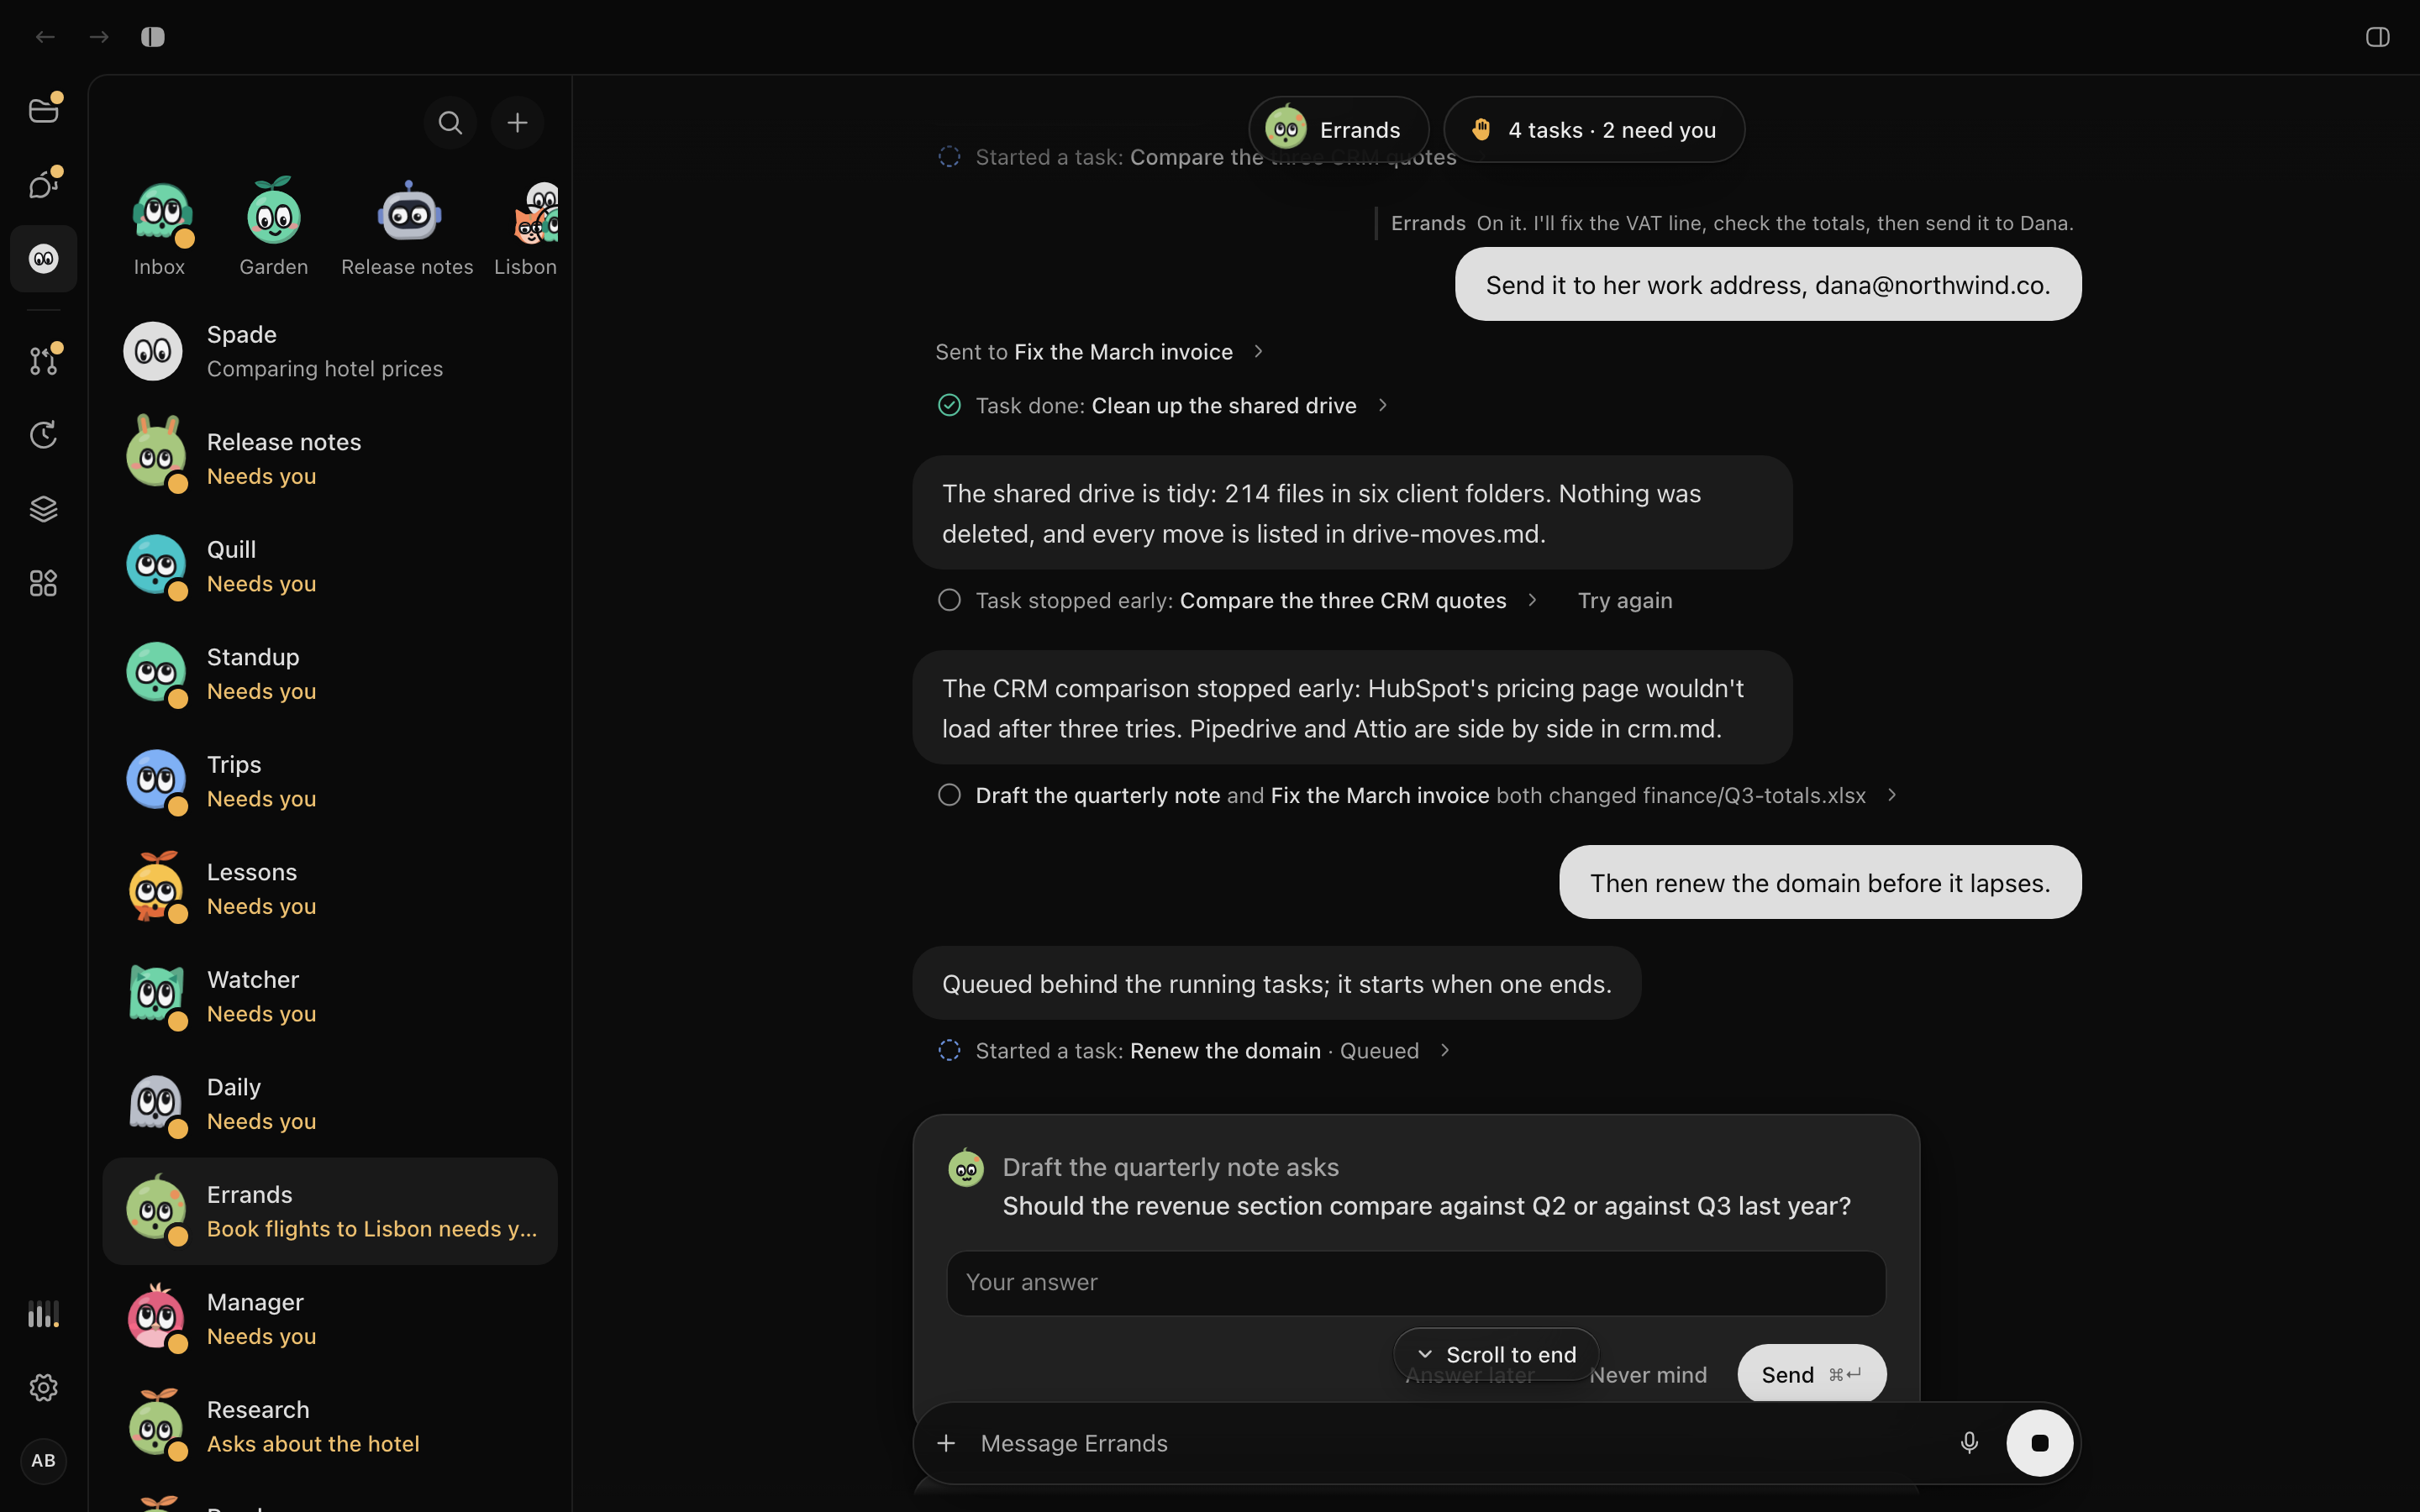 Inbox
Garden
Release notes
Lisbon
Spade
Comparing hotel prices
Release notes
Needs you
Quill
Needs you
Standup
Needs you
Trips
Needs you
Lessons
Needs you
Watcher
Needs you
Daily
Needs you
Errands
Book flights to Lisbon needs y...
Manager
Needs you
Research
Asks about the hotel
AB
Errands
4 tasks · 2 need you
Started a task: Compare the three CRM quotes
Errands On it. I'll fix the VAT line, check the totals, then send it to Dana.
Send it to her work address, dana@northwind.co.
Sent to Fix the March invoice
Task done: Clean up the shared drive
The shared drive is tidy: 214 files in six client folders. Nothing was
deleted, and every move is listed in drive-moves.md.
Task stopped early: Compare the three CRM quotes
Try again
The CRM comparison stopped early: HubSpot's pricing page wouldn't
load after three tries. Pipedrive and Attio are side by side in crm.md.
Draft the quarterly note and Fix the March invoice both changed finance/Q3-totals.xlsx
Then renew the domain before it lapses.
Queued behind the running tasks; it starts when one ends.
Started a task: Renew the domain · Queued
Draft the quarterly note asks
Should the revenue section compare against Q2 or against Q3 last year?
Your answer
Scroll to end
Answer later
Never mind
Send ⌘↵
Message Errands